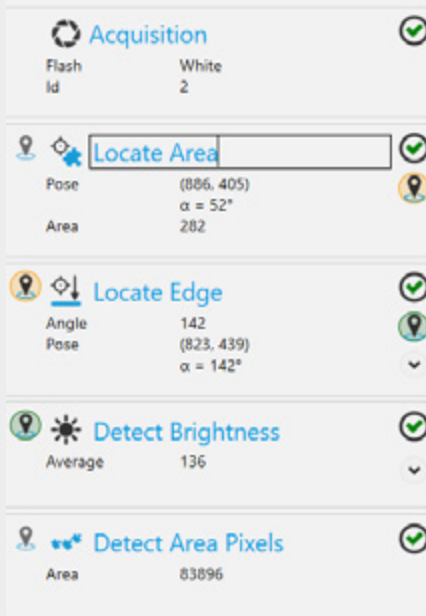 Acquisition
Flash White
Id 2
Locate Area
Pose (886, 405)
α = 52°
Area 282
Locate Edge
Angle 142
Pose (823, 439)
α = 142°
Detect Brightness
Average 136
Detect Area Pixels
Area 83896